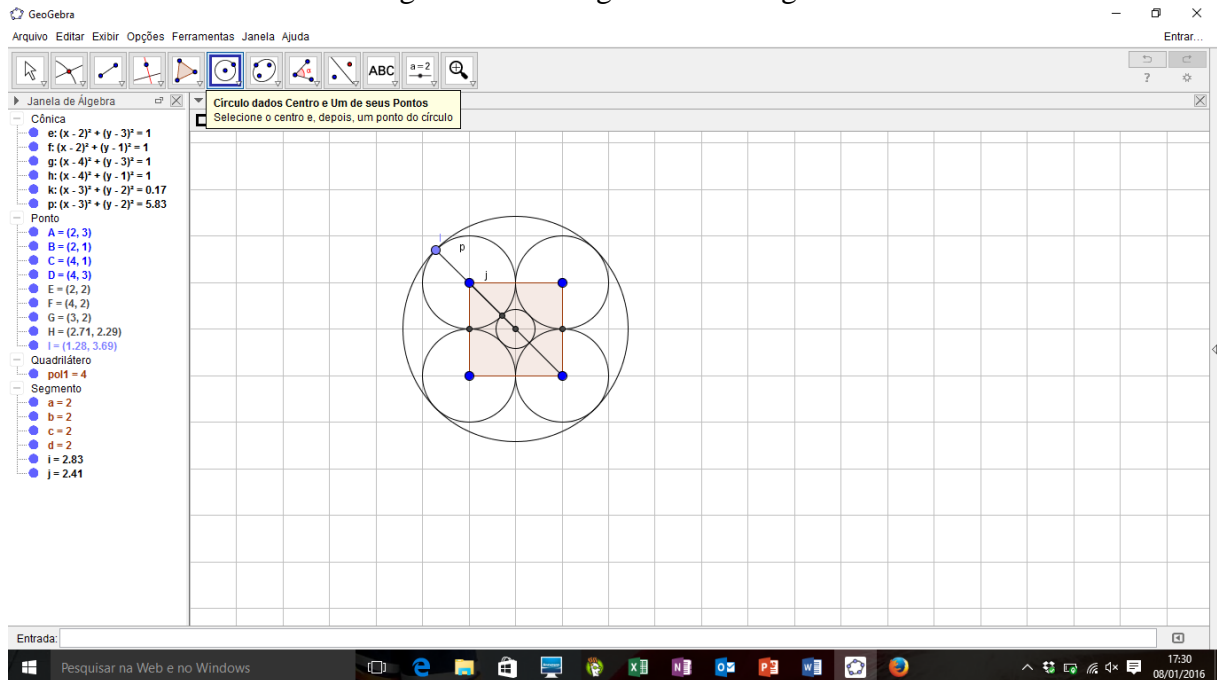 GeoGebra
Arquivo Editar Exibir Opções Ferramentas Janela Ajuda
Entrar...
ABC
a = 2
?
Janela de Álgebra
Círculo dados Centro e Um de seus Pontos
Selecione o centro e, depois, um ponto do círculo
Cônica
e: (x - 2)² + (y - 3)² = 1
f: (x - 2)² + (y - 1)² = 1
g: (x - 4)² + (y - 3)² = 1
h: (x - 4)² + (y - 1)² = 1
k: (x - 3)² + (y - 2)² = 0.17
p: (x - 3)² + (y - 2)² = 5.83
Ponto
A = (2, 3)
B = (2, 1)
C = (4, 1)
D = (4, 3)
E = (2, 2)
F = (4, 2)
G = (3, 2)
H = (2.71, 2.29)
I = (1.28, 3.69)
Quadrilátero
pol1 = 4
Segmento
a = 2
b = 2
c = 2
d = 2
i = 2.83
j = 2.41
I
p
j
Entrada:
Pesquisar na Web e no Windows
17:30
08/01/2016